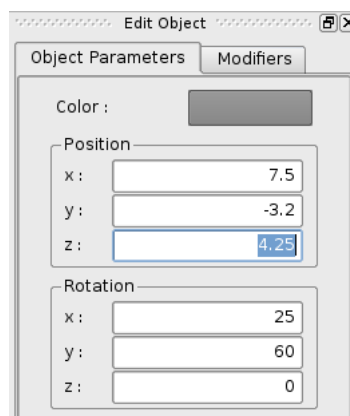 Edit Object
Object Parameters Modifiers
Color :
Position
x : 7.5
y : -3.2
z : 4.25
Rotation
x : 25
y : 60
z : 0